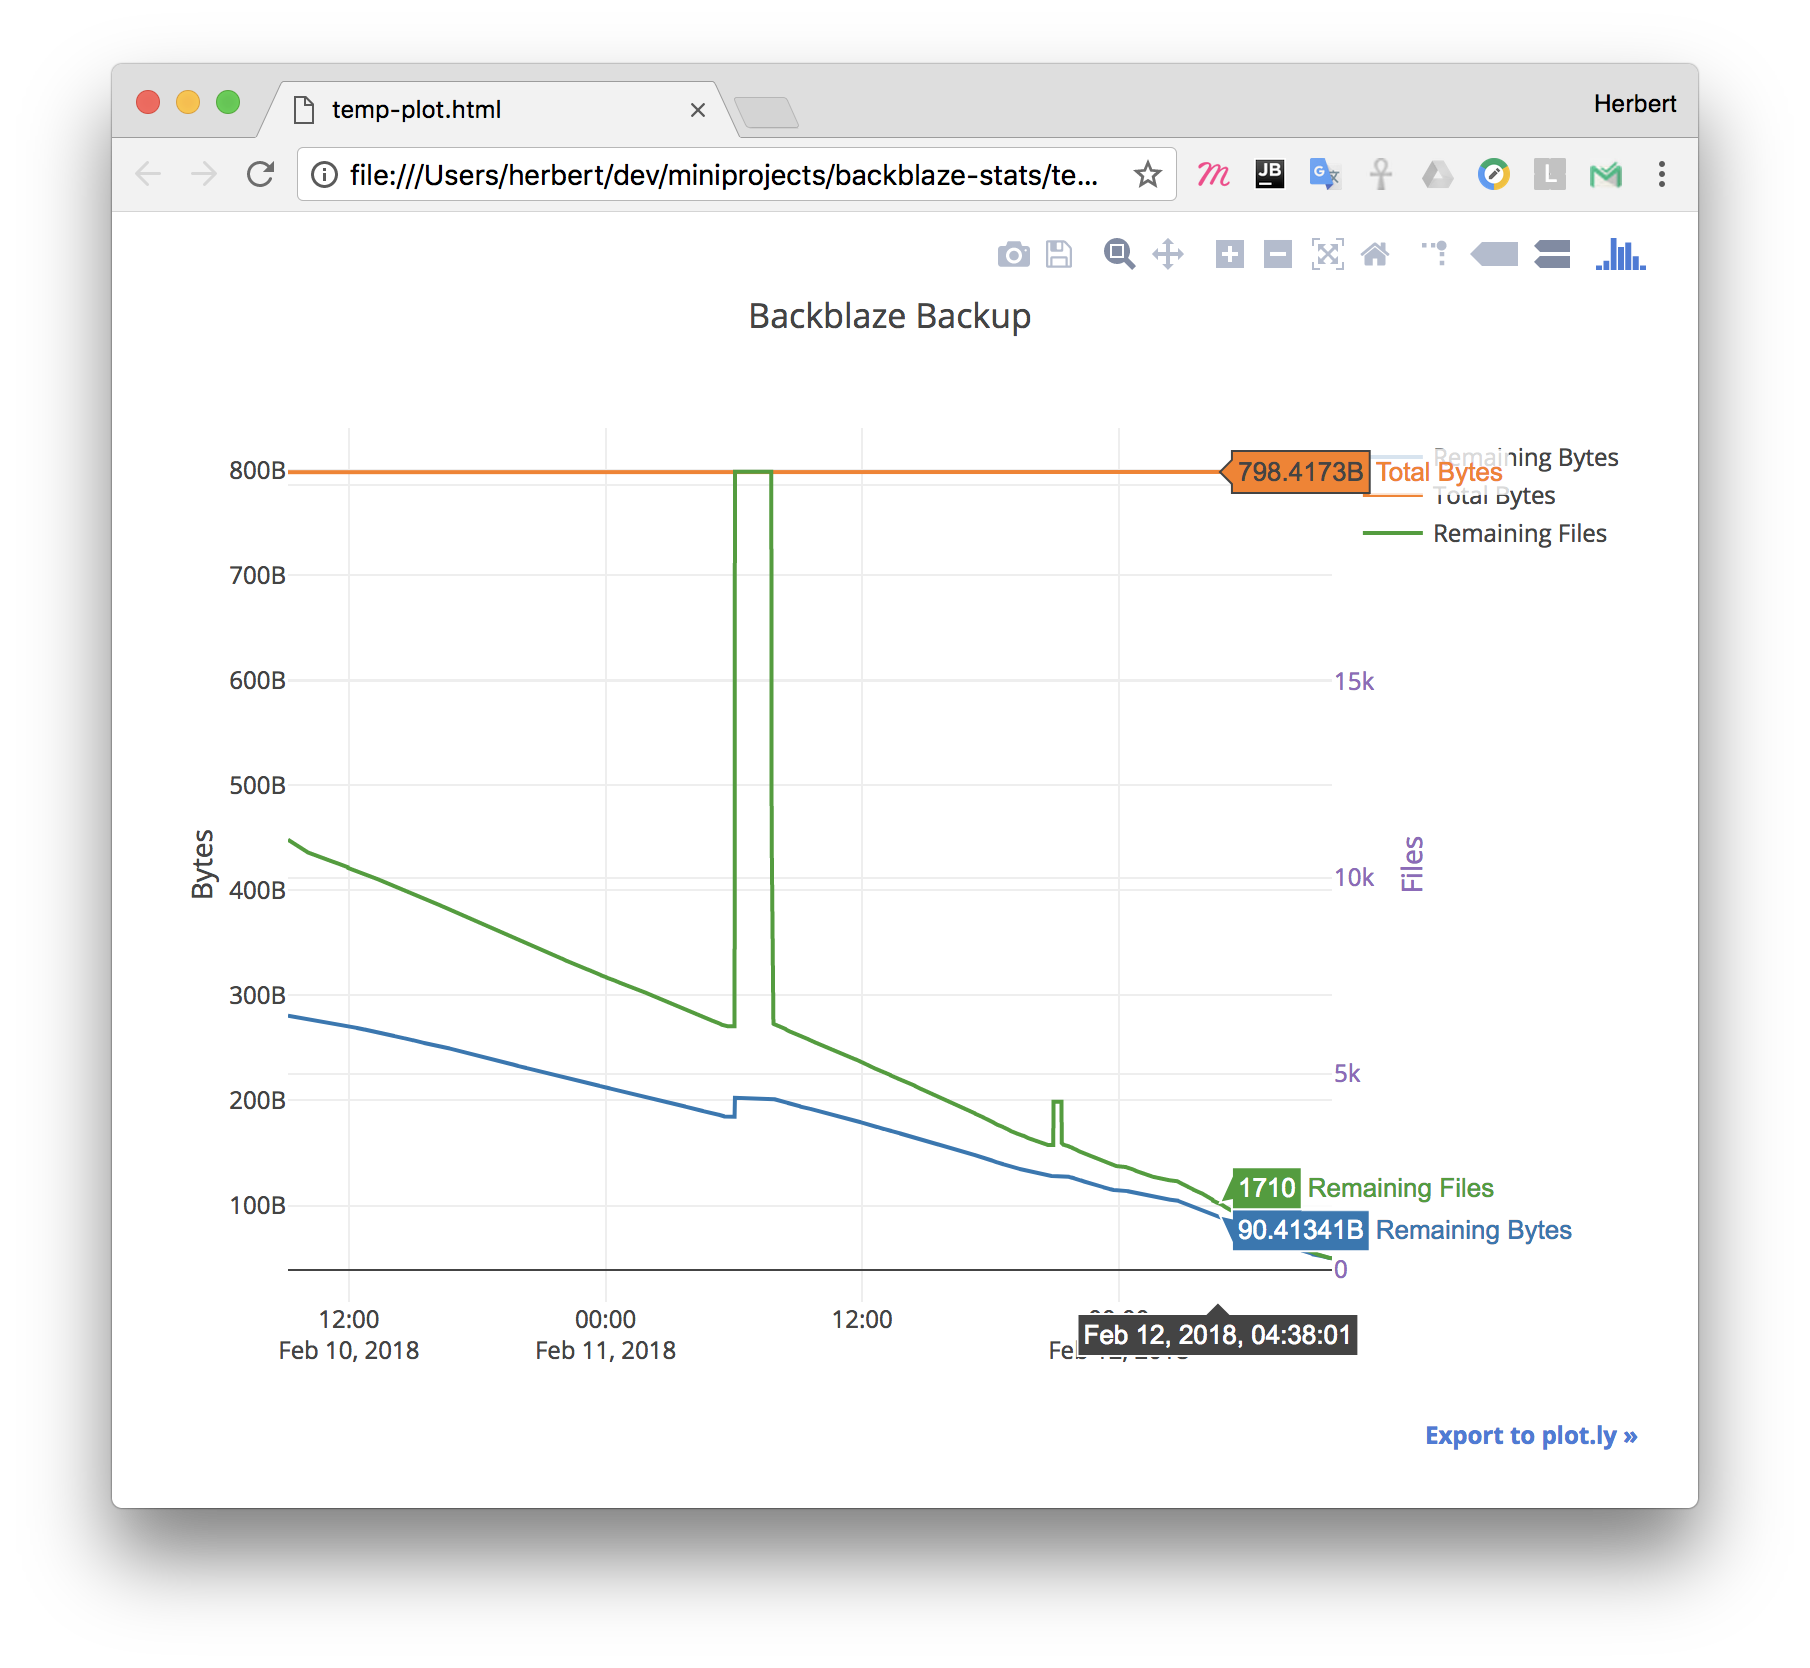 temp-plot.html
Herbert
file:///Users/herbert/dev/miniprojects/backblaze-stats/te...
JB
G
L
Backblaze Backup
800B
700B
600B
500B
400B
300B
200B
100B
Bytes
798.4173B Total Bytes
Remaining Bytes
Total Bytes
Remaining Files
15k
10k
5k
0
Files
1710 Remaining Files
90.41341B Remaining Bytes
12:00
Feb 10, 2018
00:00
Feb 11, 2018
12:00
Feb 12, 2018, 04:38:01
Export to plot.ly »